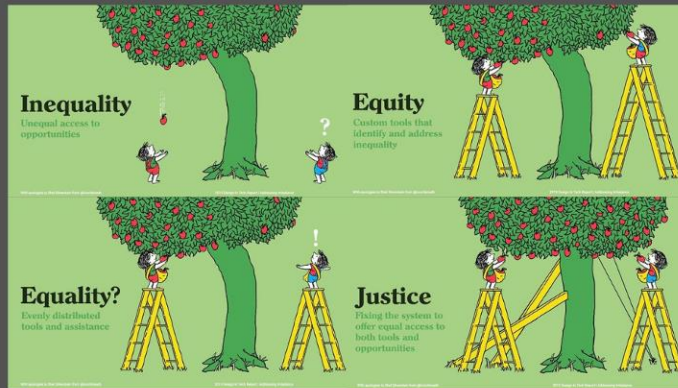 Inequality
Unequal access to
opportunities
?
Equity
Custom tools that
identify and address
inequality
Equality?
Evenly distributed
tools and assistance
!
Justice
Fixing the system to
offer equal access to
both tools and
opportunities